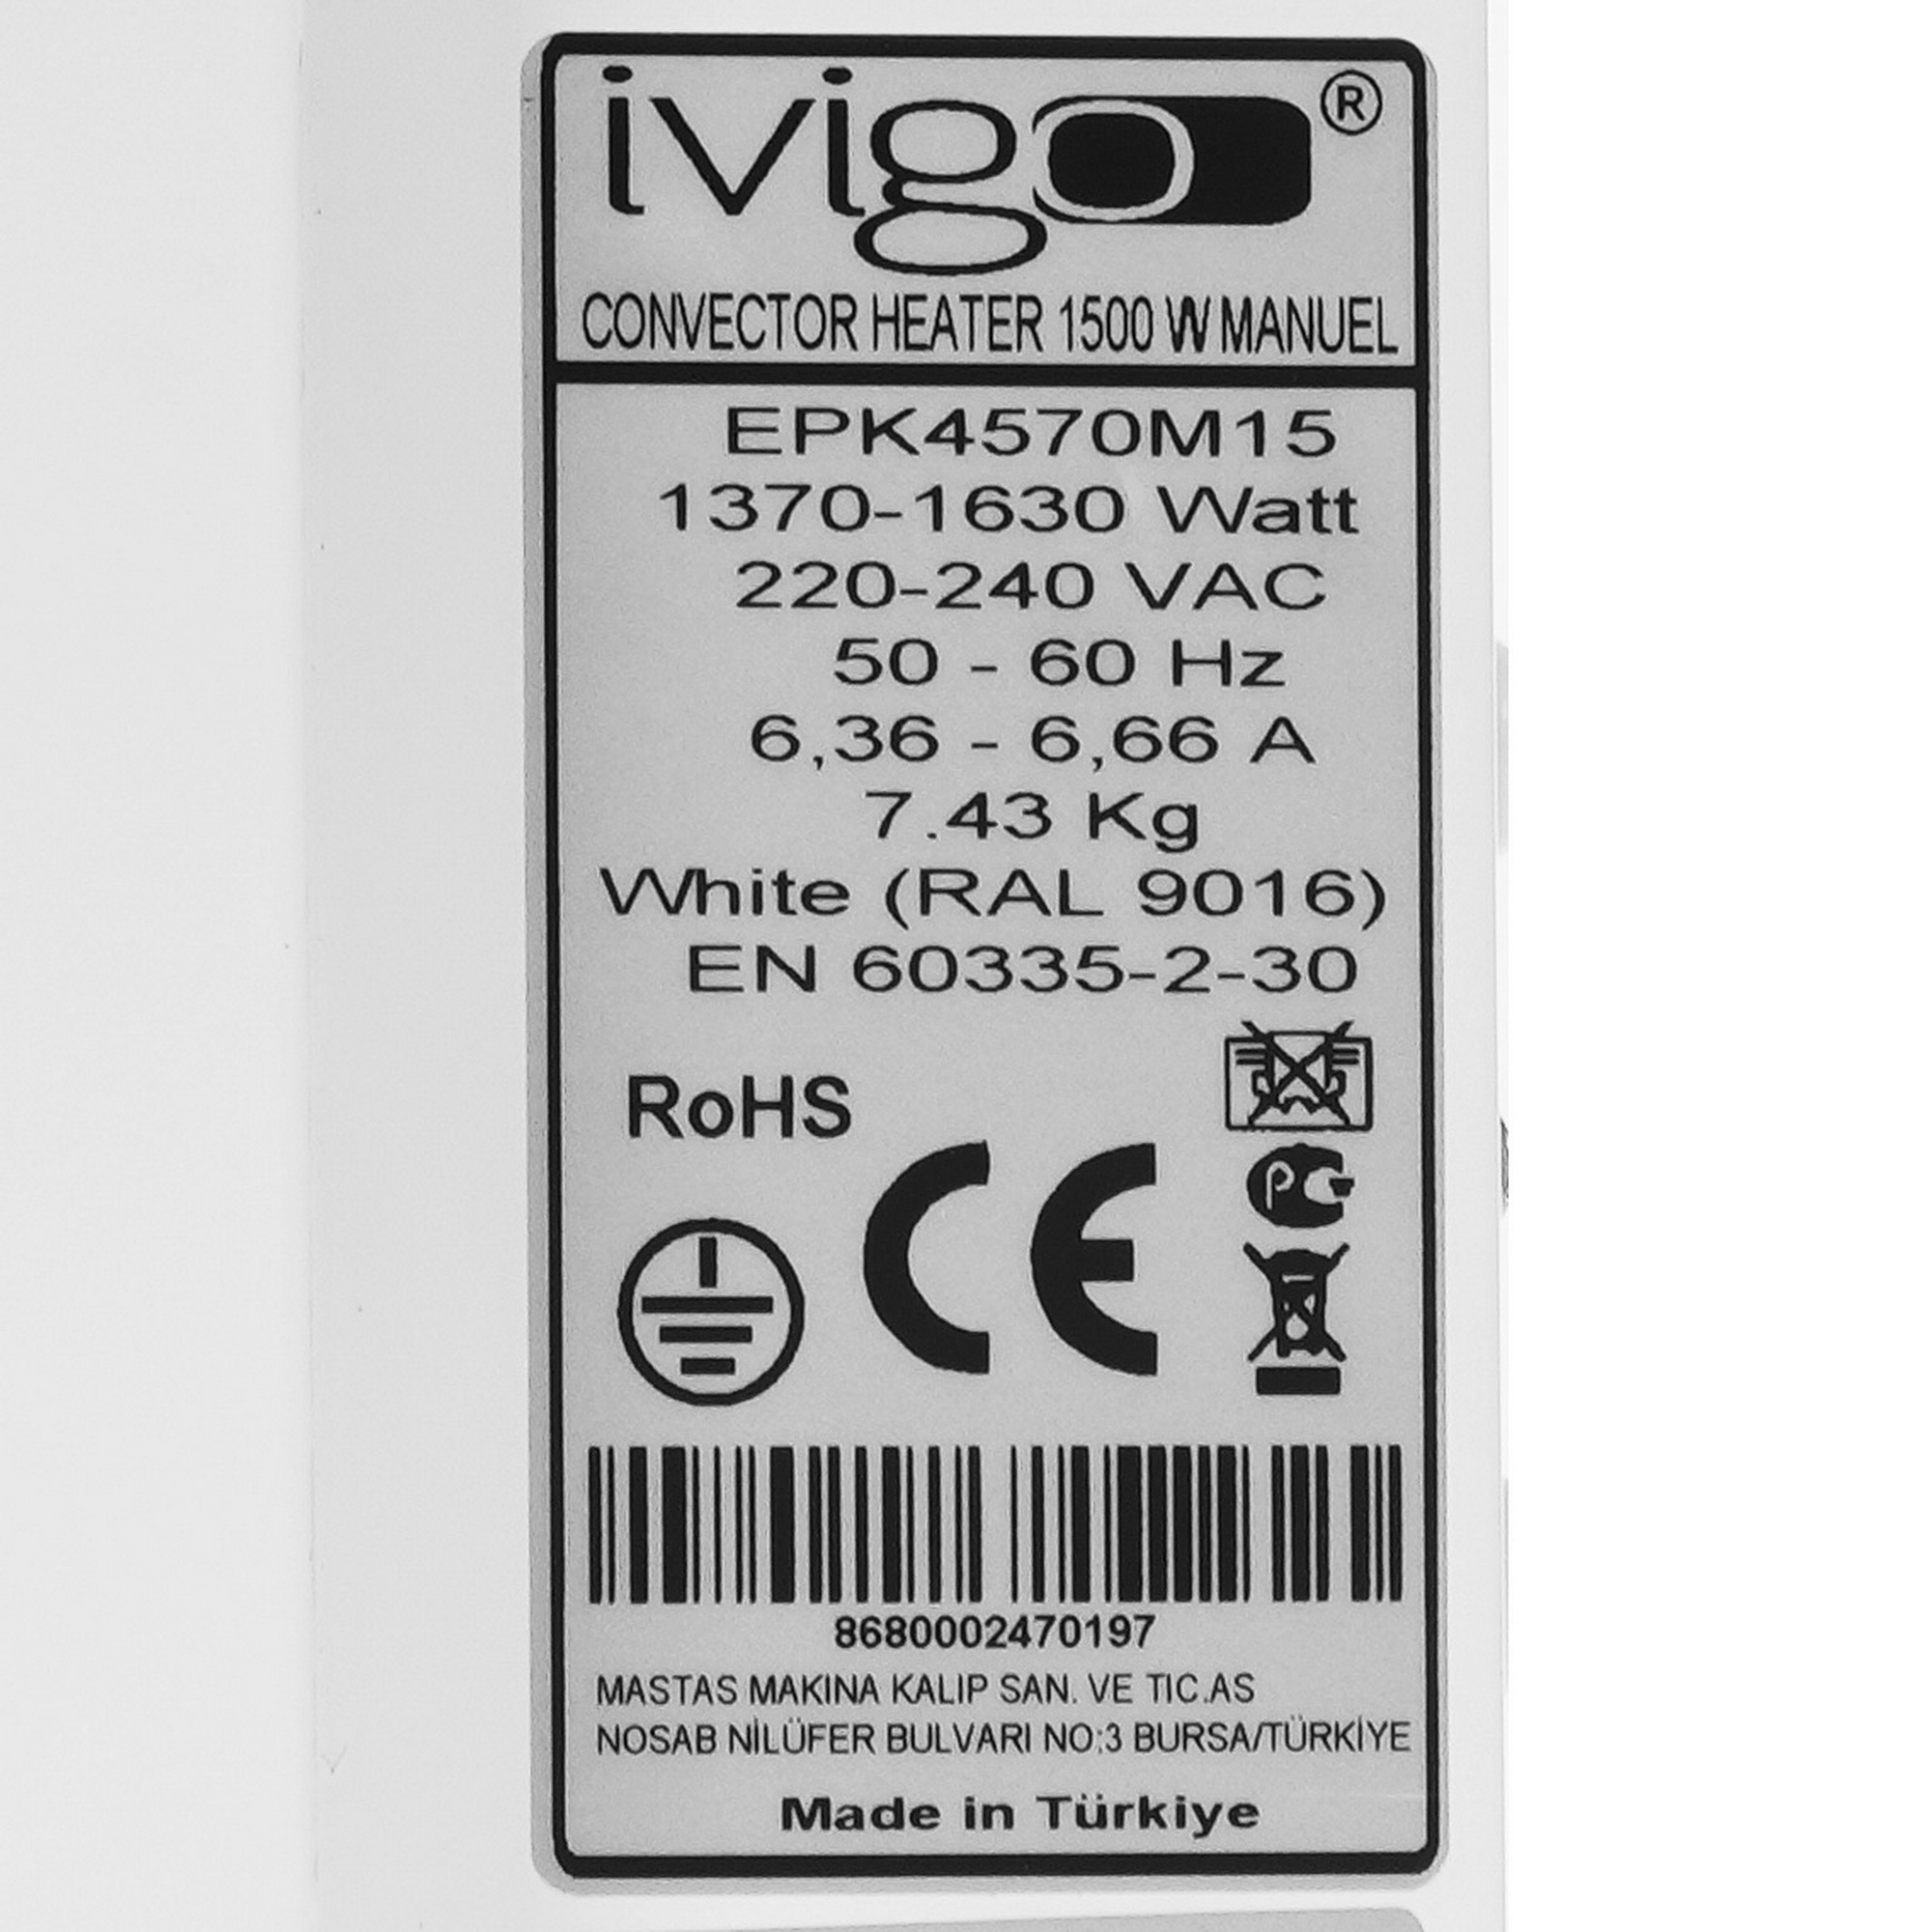 ivigo®
CONVECTOR HEATER 1500 W MANUEL
EPK4570M15
1370-1630 Watt
220-240 VAC
50 - 60 Hz
6,36 - 6,66 A
7.43 Kg
White (RAL 9016)
EN 60335-2-30
RoHS
CE
8680002470197
MASTAS MAKINA KALIP SAN. VE TIC.AS
NOSAB NİLÜFER BULVARI NO:3 BURSA/TÜRKİYE
Made in Türkiye